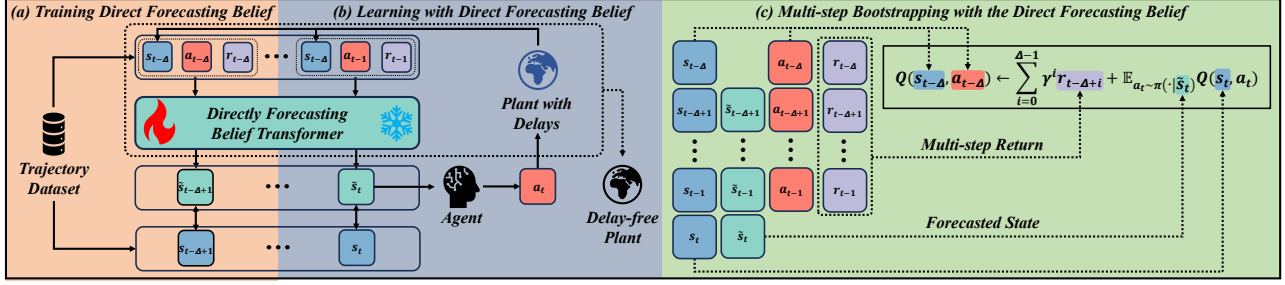 (a) Training Direct Forecasting Belief
s_{t-Δ} a_{t-Δ} r_{t-Δ} ··· s_{t-Δ} a_{t-1} r_{t-1}
Directly Forecasting
Belief Transformer
Trajectory
Dataset
s̃_{t-Δ+1} ··· s̃_t
s_{t-Δ+1} ··· s_t
(b) Learning with Direct Forecasting Belief
Plant with
Delays
Agent
a_t
Delay-free
Plant
(c) Multi-step Bootstrapping with the Direct Forecasting Belief
s_{t-Δ} a_{t-Δ} r_{t-Δ}
s_{t-Δ+1} s̃_{t-Δ+1} a_{t-Δ+1} r_{t-Δ+1}
s_{t-1} s̃_{t-1} a_{t-1} r_{t-1}
s_t s̃_t
Q(s_{t-Δ}, a_{t-Δ}) ← ∑_{i=0}^{Δ-1} γ^i r_{t-Δ+i} + 𝔼_{a_t~π(·|s̃_t)} Q(s_t, a_t)
Multi-step Return
Forecasted State